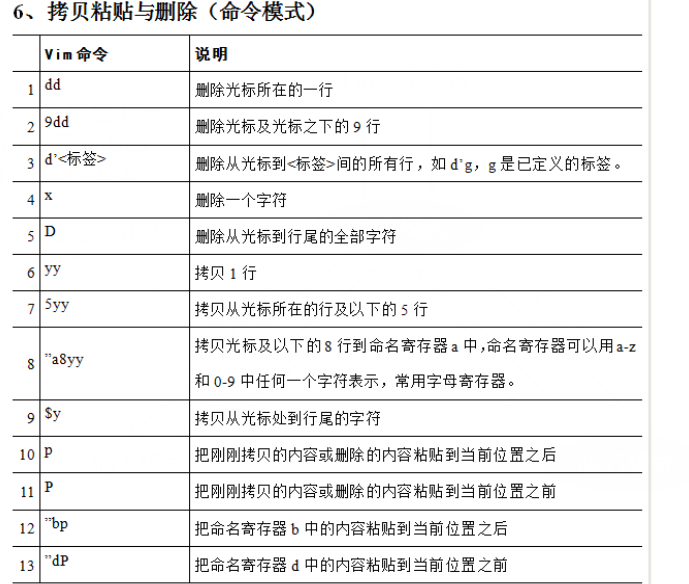 6、拷贝粘贴与删除（命令模式）
Vim 命令 说明
1 dd 删除光标所在的一行
2 9dd 删除光标及光标之下的 9 行
3 d’<标签> 删除从光标到<标签>间的所有行，如 d’g，g 是已定义的标签。
4 x 删除一个字符
5 D 删除从光标到行尾的全部字符
6 yy 拷贝 1 行
7 5yy 拷贝从光标所在的行及以下的 5 行
8 ”a8yy 拷贝光标及以下的 8 行到命名寄存器 a 中，命名寄存器可以用 a-z
和 0-9 中任何一个字符表示，常用字母寄存器。
9 $y 拷贝从光标处到行尾的字符
10 p 把刚刚拷贝的内容或删除的内容粘贴到当前位置之后
11 P 把刚刚拷贝的内容或删除的内容粘贴到当前位置之前
12 ”bp 把命名寄存器 b 中的内容粘贴到当前位置之后
13 ”dP 把命名寄存器 d 中的内容粘贴到当前位置之前